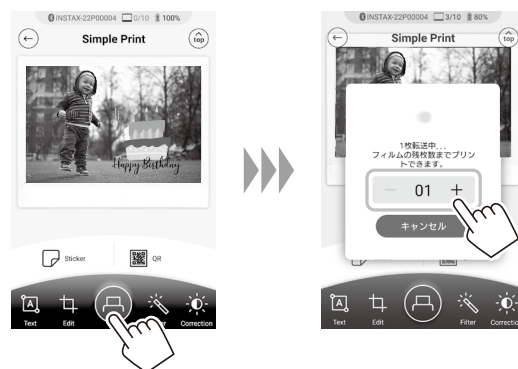 INSTAX-22P00004 0/10 100%
Simple Print
top
Happy Birthday
Sticker
QR
Text
Edit
Correction
INSTAX-22P00004 3/10 80%
Simple Print
top
1枚転送中...
フィルムの残枚数までプリン
トできます。
− 01 +
キャンセル
Text
Edit
Filter
Correction